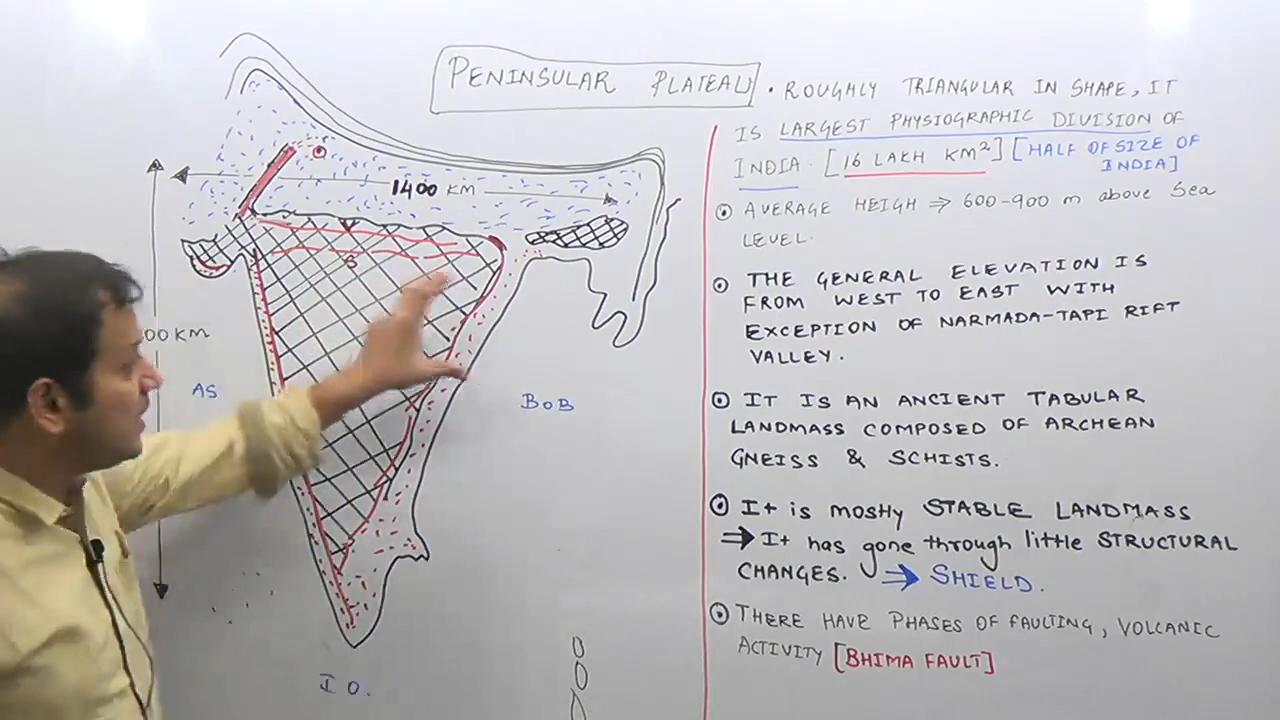 PENINSULAR PLATEAU
• ROUGHLY TRIANGULAR IN SHAPE, IT
IS LARGEST PHYSIOGRAPHIC DIVISION OF
INDIA. [16 LAKH KM²] [HALF OF SIZE OF
INDIA]
AVERAGE HEIGH ⇒ 600-900 m above Sea
LEVEL.
THE GENERAL ELEVATION IS
FROM WEST TO EAST WITH
EXCEPTION OF NARMADA-TAPI RIFT
VALLEY.
IT IS AN ANCIENT TABULAR
LANDMASS COMPOSED OF ARCHEAN
GNEISS & SCHISTS.
It is mostly STABLE LANDMASS
⇒ It has gone through little STRUCTURAL
CHANGES. ⇒ SHIELD.
THERE HAVE PHASES OF FAULTING, VOLCANIC
ACTIVITY [BHIMA FAULT]
1400 KM
V
S
00 KM
AS
BOB
I O.